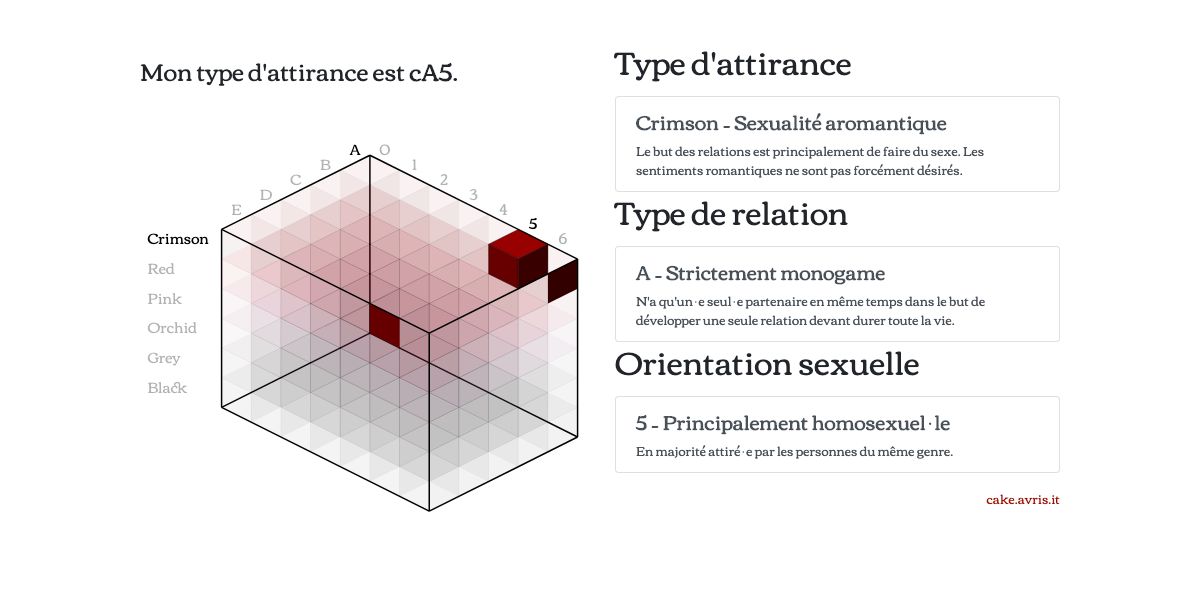 Mon type d'attirance est cA5.
A O
B 1
C 2
D 3
E 4
5
6
Crimson
Red
Pink
Orchid
Grey
Black
Type d'attirance
Crimson - Sexualité aromantique
Le but des relations est principalement de faire du sexe. Les
sentiments romantiques ne sont pas forcément désirés.
Type de relation
A - Strictement monogame
N'a qu'un·e seul·e partenaire en même temps dans le but de
développer une seule relation devant durer toute la vie.
Orientation sexuelle
5 - Principalement homosexuel·le
En majorité attiré·e par les personnes du même genre.
cake.avris.it